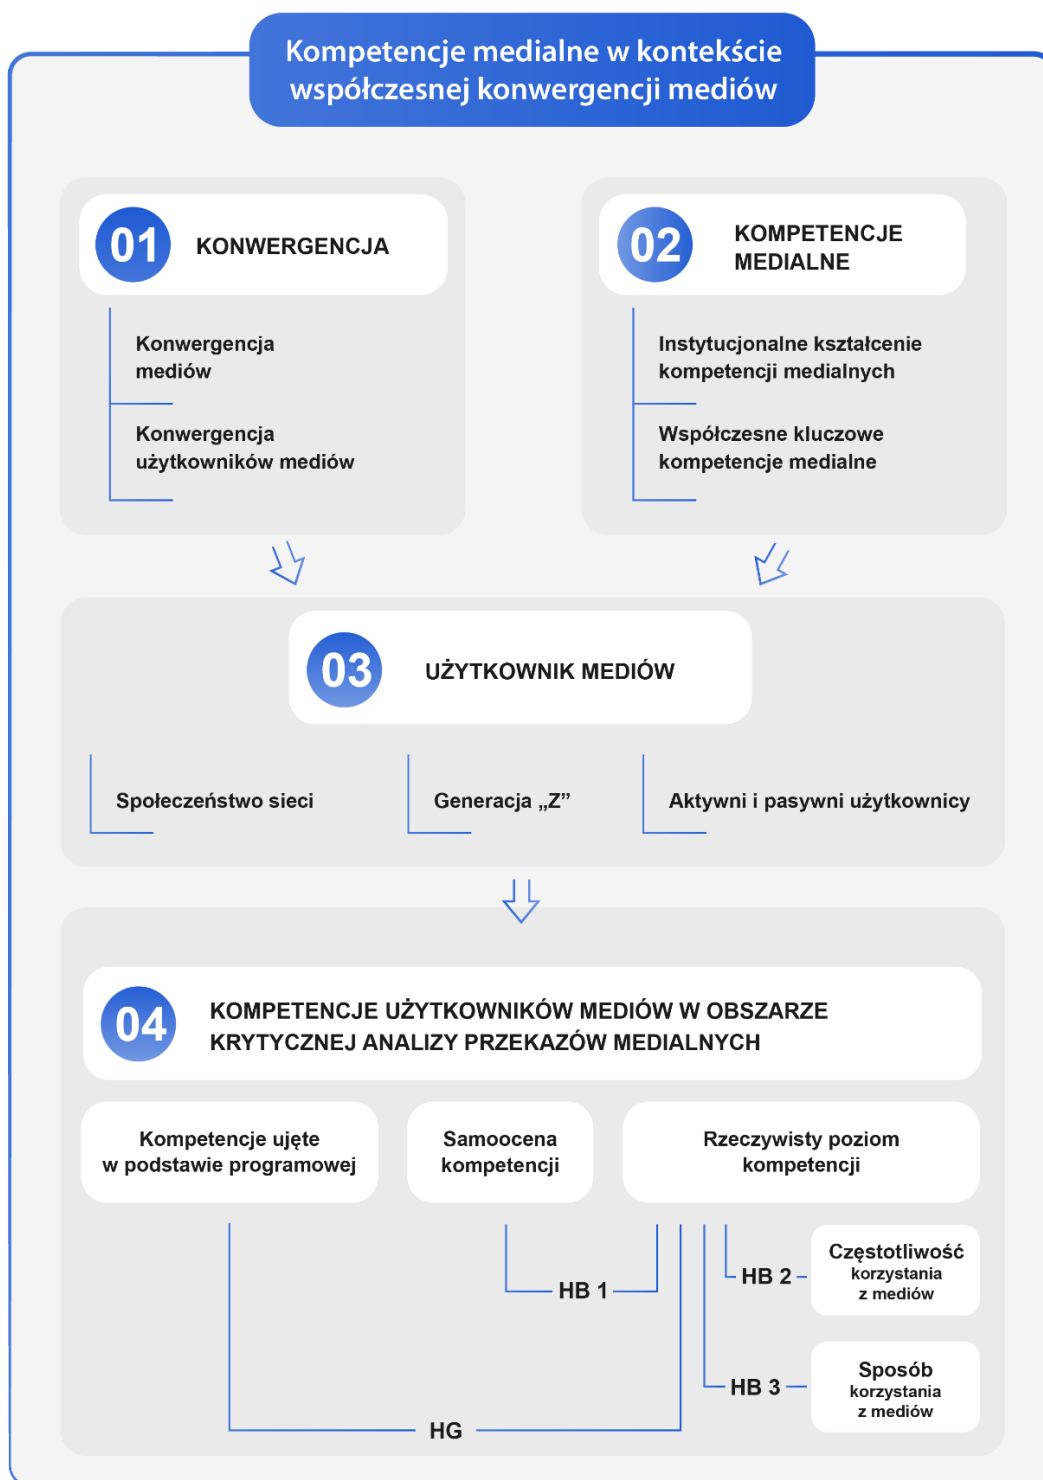 Kompetencje medialne w kontekście
współczesnej konwergencji mediów
01
KONWERGENCJA
Konwergencja
mediów
Konwergencja
użytkowników mediów
02
KOMPETENCJE
MEDIALNE
Instytucjonalne kształcenie
kompetencji medialnych
Współczesne kluczowe
kompetencje medialne
03
UŻYTKOWNIK MEDIÓW
Społeczeństwo sieci
Generacja „Z”
Aktywni i pasywni użytkownicy
04
KOMPETENCJE UŻYTKOWNIKÓW MEDIÓW W OBSZARZE
KRYTYCZNEJ ANALIZY PRZEKAZÓW MEDIALNYCH
Kompetencje ujęte
w podstawie programowej
Samoocena
kompetencji
Rzeczywisty poziom
kompetencji
HB 1
HB 2
Częstotliwość
korzystania
z mediów
HB 3
Sposób
korzystania
z mediów
HG